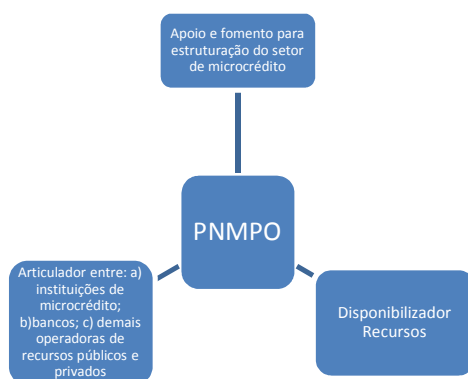 Apoio e fomento para
estruturação do setor
de microcrédito
PNMPO
Articulador entre: a)
instituições de
microcrédito;
b)bancos; c) demais
operadoras de
recursos públicos e
privados
Disponibilizador
Recursos